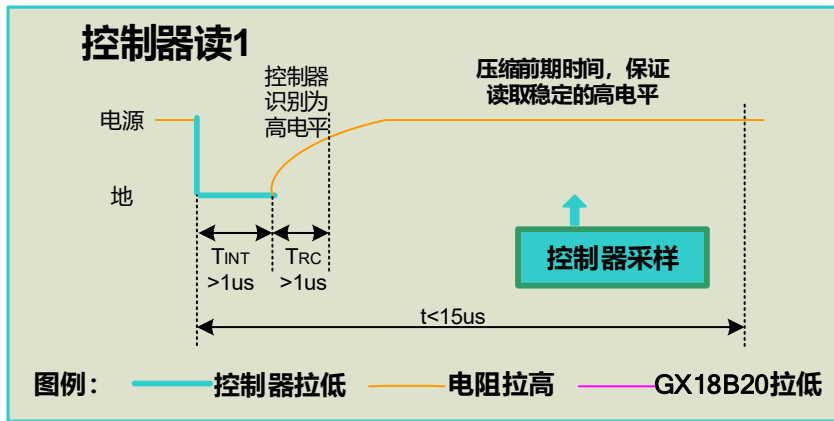 控制器读1
控制器
识别为
高电平
压缩前期时间，保证
读取稳定的高电平
电源
地
TINT
>1us
TRC
>1us
控制器采样
t<15us
图例：
控制器拉低
电阻拉高
GX18B20拉低